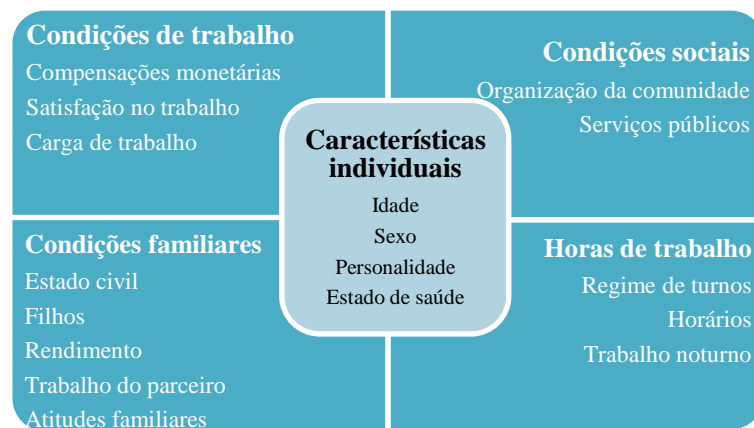 Condições de trabalho
Compensações monetárias
Satisfação no trabalho
Carga de trabalho
Condições sociais
Organização da comunidade
Serviços públicos
Características
individuais
Idade
Sexo
Personalidade
Estado de saúde
Condições familiares
Estado civil
Filhos
Rendimento
Trabalho do parceiro
Atitudes familiares
Horas de trabalho
Regime de turnos
Horários
Trabalho noturno